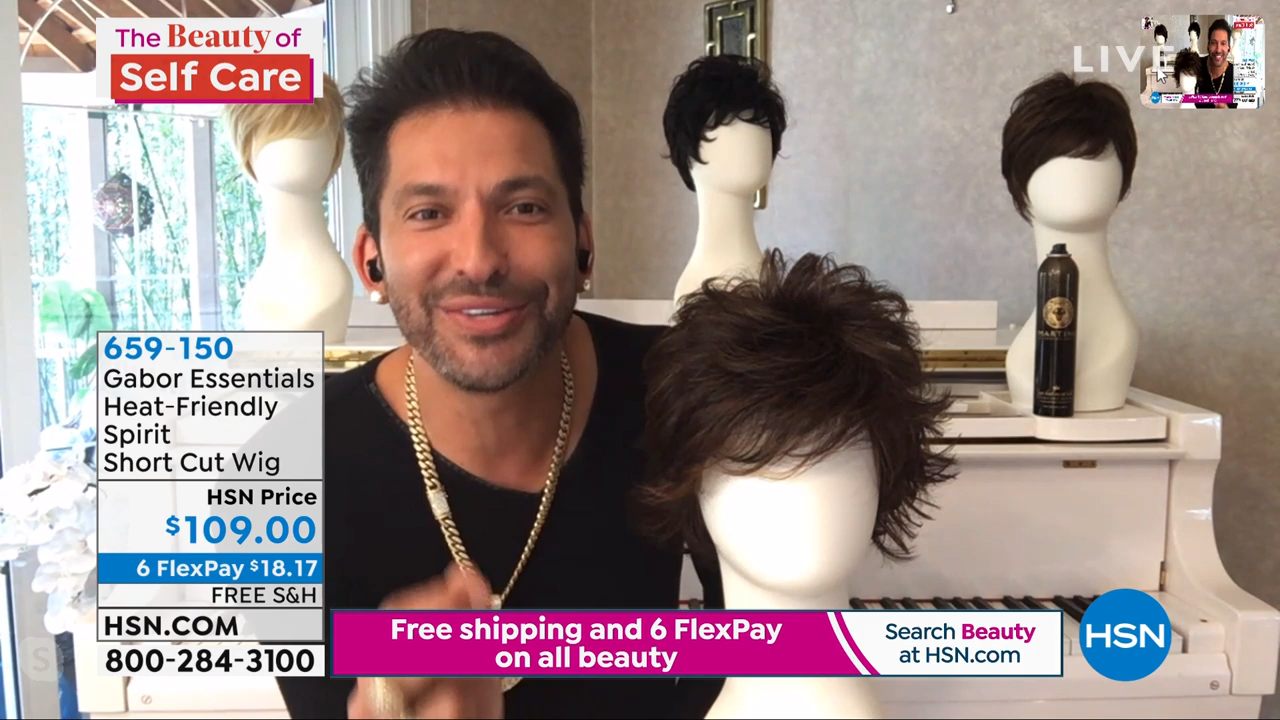 The Beauty of
Self Care
LIVE
659-150
Gabor Essentials
Heat-Friendly
Spirit
Short Cut Wig
HSN Price
$109.00
6 FlexPay $18.17
FREE S&H
HSN.COM
800-284-3100
Free shipping and 6 FlexPay
on all beauty
Search Beauty
at HSN.com
HSN
S